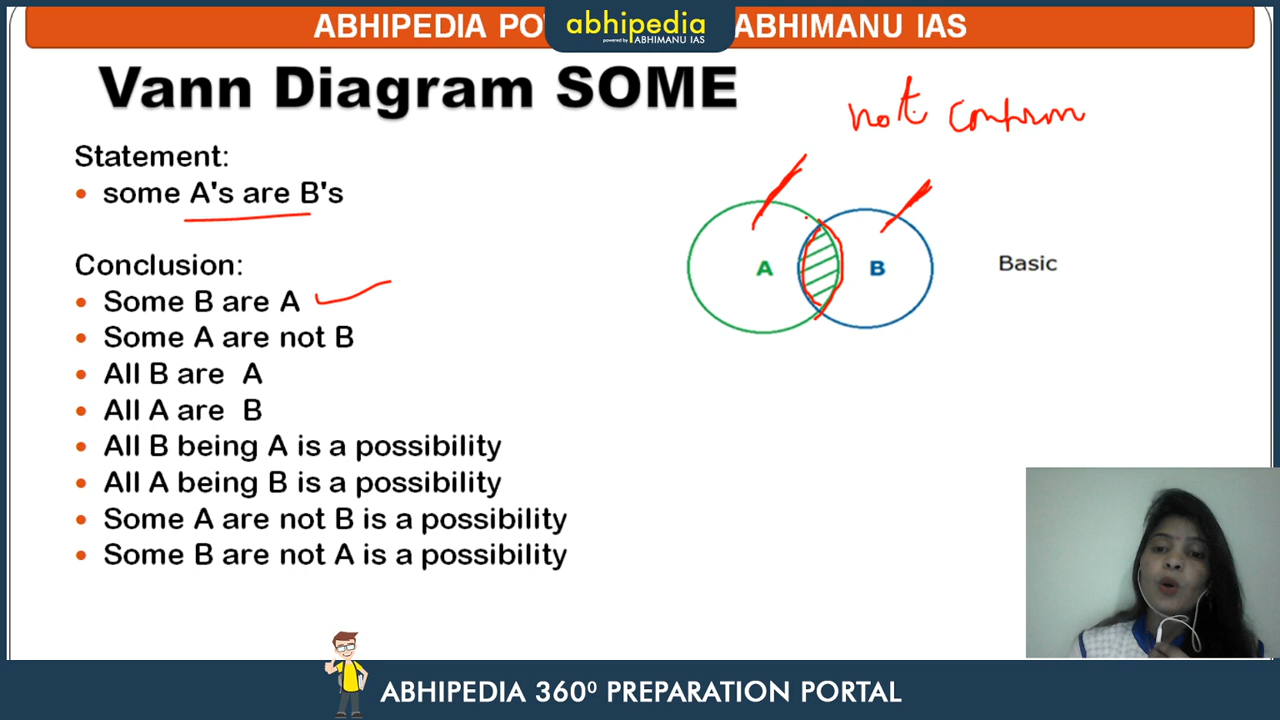 ABHIPEDIA PO
abhipedia
powered by ABHIMANU IAS
ABHIMANU IAS
Vann Diagram SOME
not confirm
Statement:
• some A's are B's
Conclusion:
• Some B are A
• Some A are not B
• All B are A
• All A are B
• All B being A is a possibility
• All A being B is a possibility
• Some A are not B is a possibility
• Some B are not A is a possibility
A
B
Basic
ABHIPEDIA 360⁰ PREPARATION PORTAL